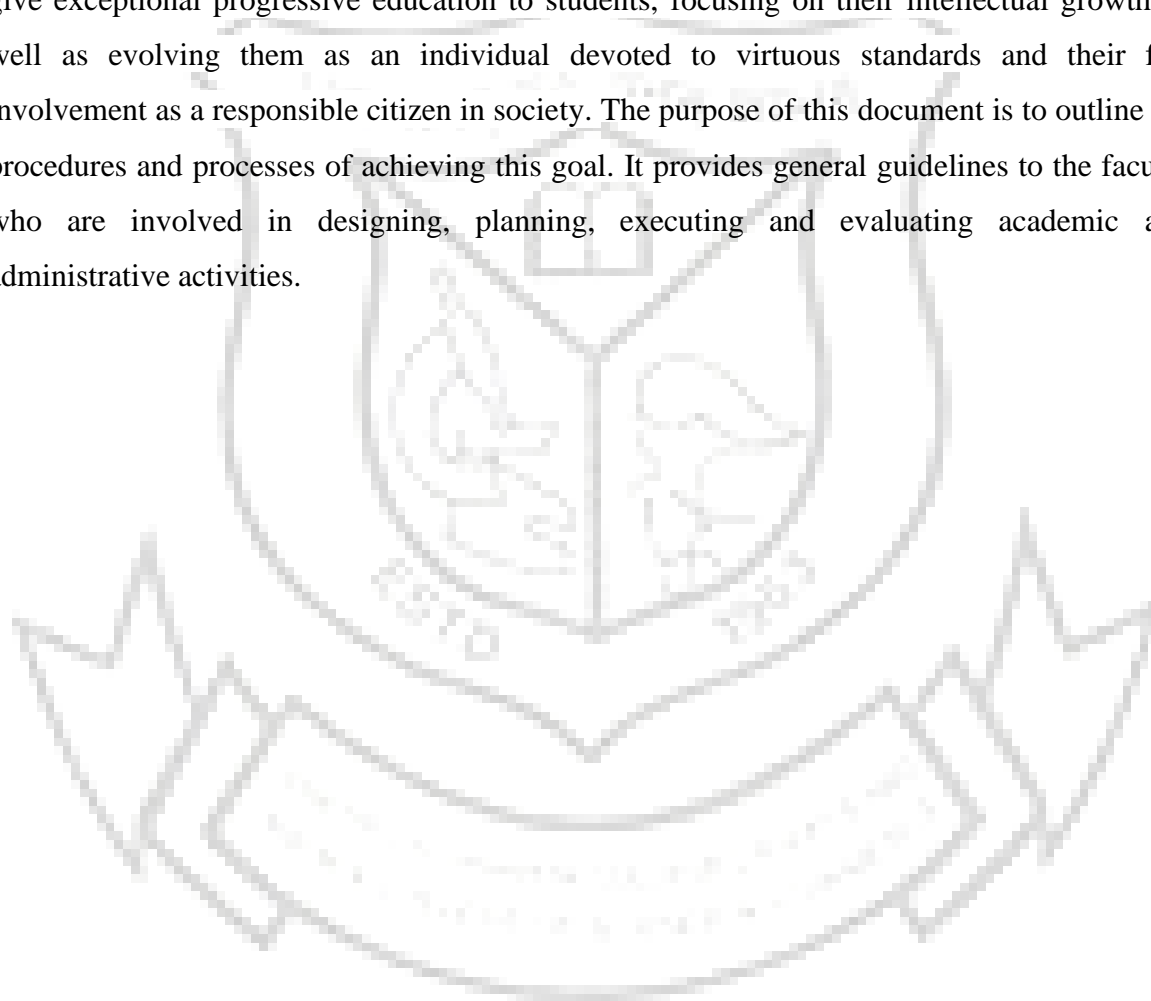 give exceptional progressive education to students, focusing on their intellectual growth
well as evolving them as an individual devoted to virtuous standards and their f
involvement as a responsible citizen in society. The purpose of this document is to outline
procedures and processes of achieving this goal. It provides general guidelines to the facu
who are involved in designing, planning, executing and evaluating academic a
administrative activities.
ESTD